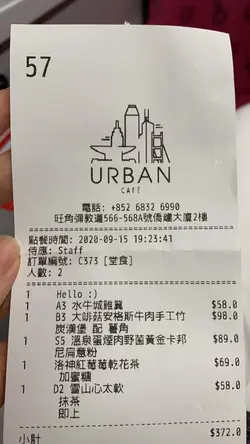 57
URBAN
CAFE
電話: +852 6832 6990
旺角彌敦道566-568A號僑建大廈2樓
點餐時間: 2020-09-15 19:23:41
侍應: Staff
訂單編號: C373 [堂食]
人數: 2
1 Hello :)
1 A3 水牛城雞翼 $58.0
1 B3 大啡菇安格斯牛肉手工竹 $98.0
炭漢堡 配 薯角
1 S5 溫泉蛋煙肉野菌黃金卡邦 $89.0
尼扁意粉
1 洛神紅莓葡乾花茶 $69.0
加蜜糖
1 D2 雪山心太軟 $58.0
抹茶
即上
小計 $372.0